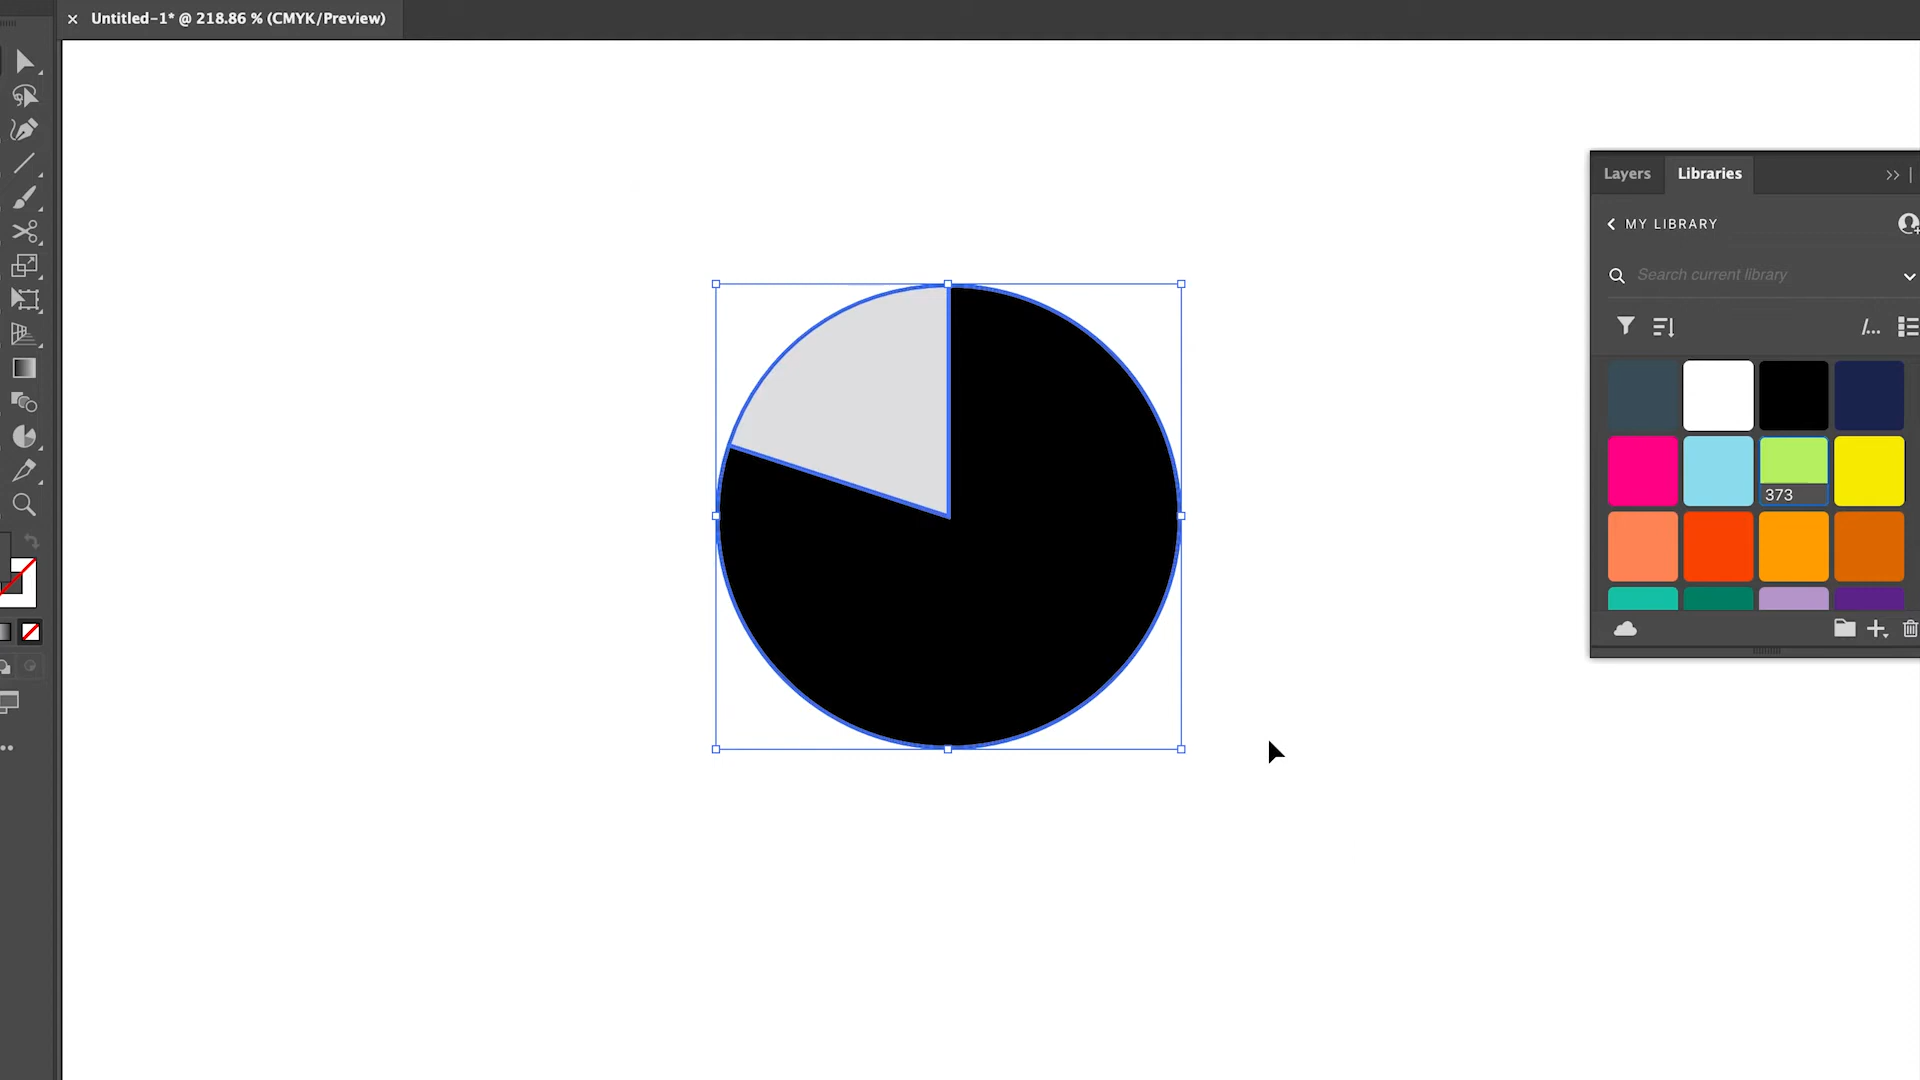 Untitled-1* @ 218.86 % (CMYK/Preview)
Layers
Libraries
MY LIBRARY
Search current library
/...
373